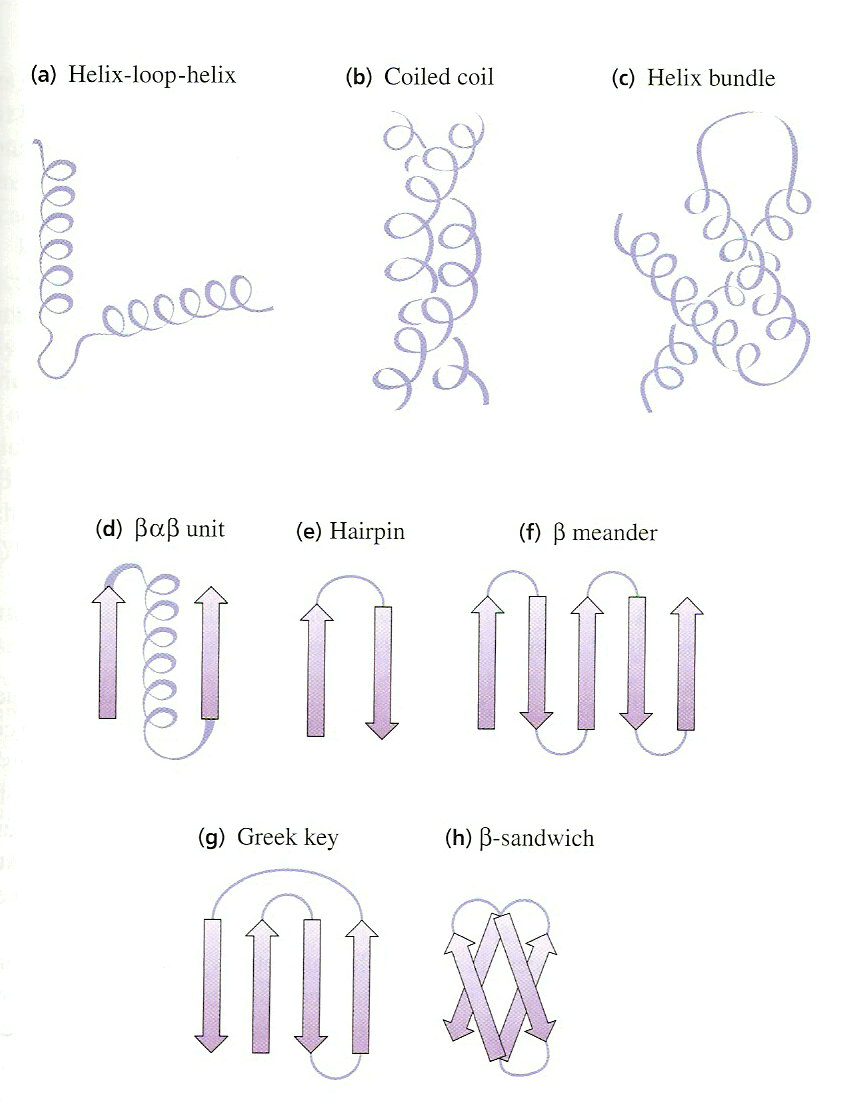 (a) Helix-loop-helix
(b) Coiled coil
(c) Helix bundle
(d) βαβ unit
(e) Hairpin
(f) β meander
(g) Greek key
(h) β-sandwich